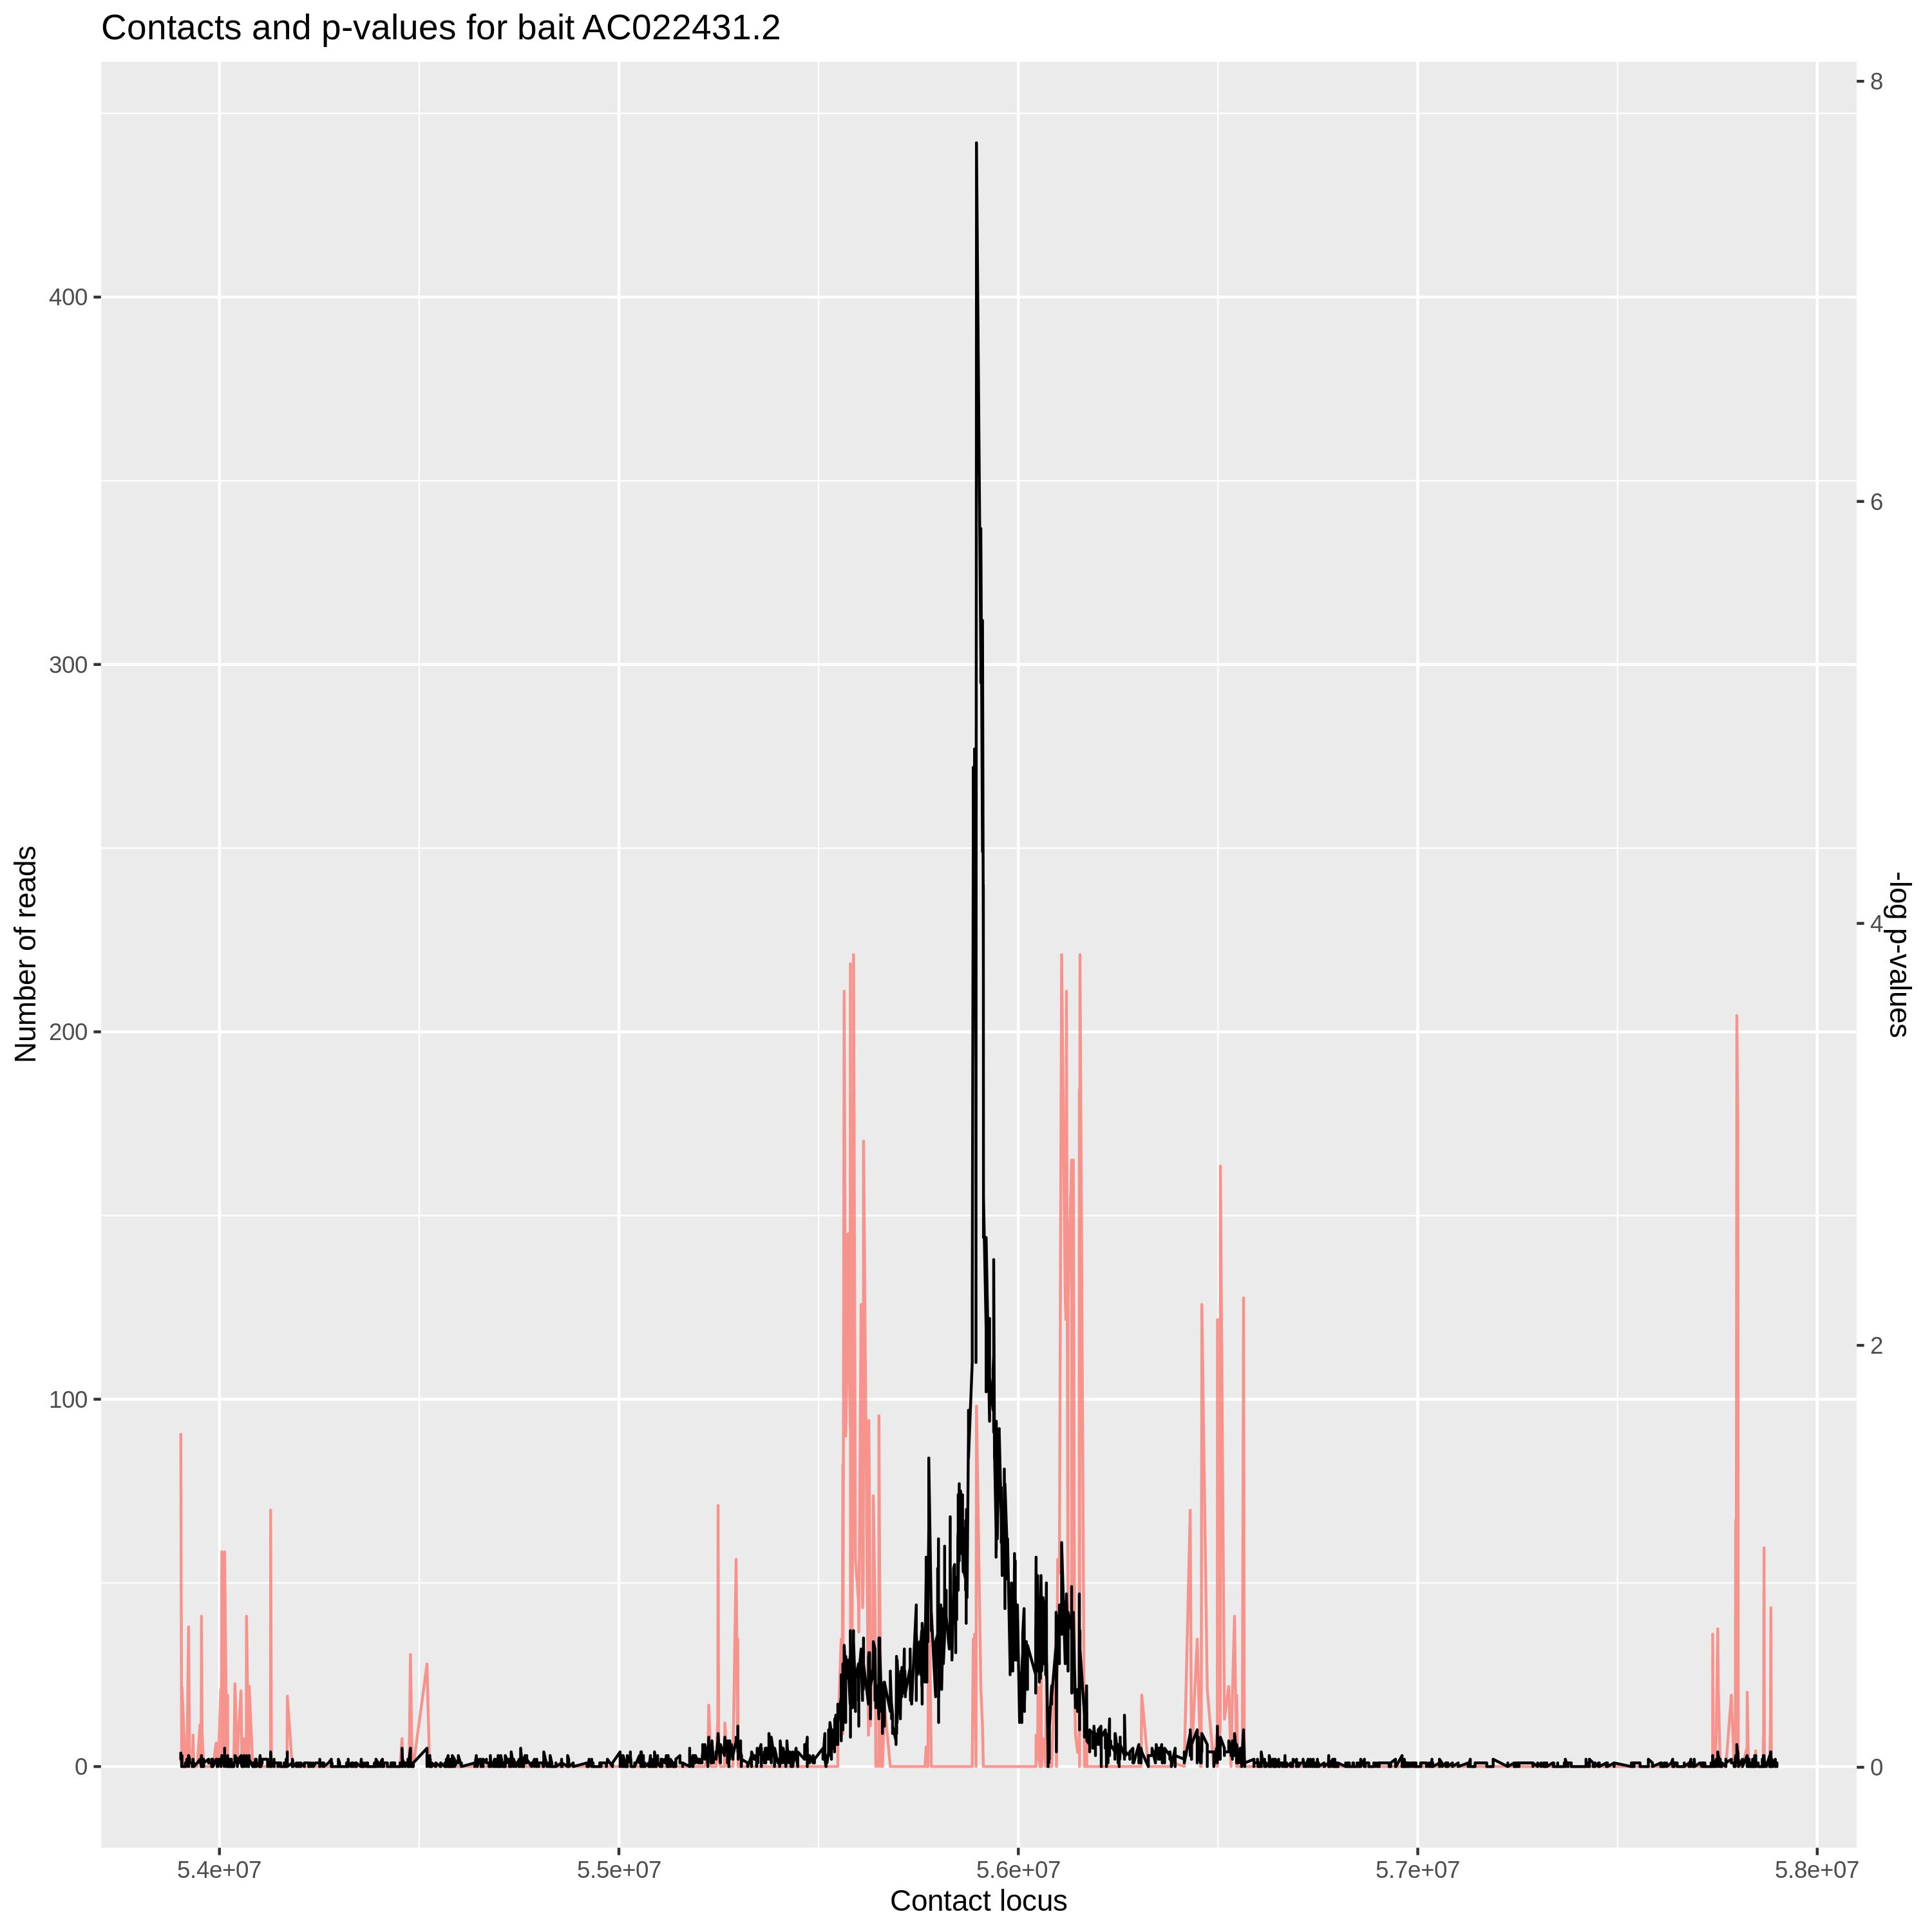 Contacts and p-values for bait AC022431.2
8
400
6
300
Number of reads
-log p-values
4
200
2
100
0
0
5.4e+07
5.5e+07
5.6e+07
5.7e+07
5.8e+07
Contact locus